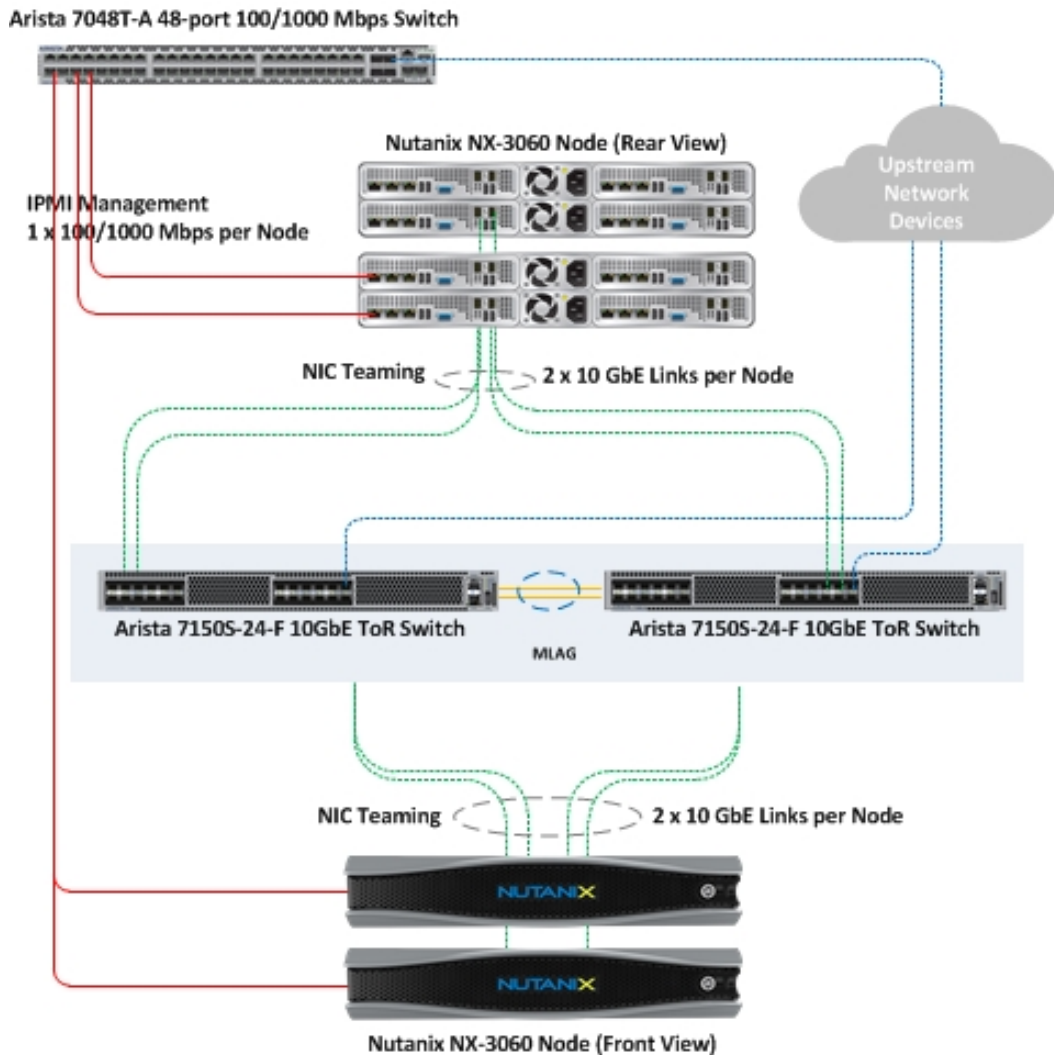 Arista 7048T-A 48-port 100/1000 Mbps Switch
Nutanix NX-3060 Node (Rear View)
Upstream
Network
Devices
IPMI Management
1 x 100/1000 Mbps per Node
NIC Teaming
2 x 10 GbE Links per Node
Arista 7150S-24-F 10GbE ToR Switch
Arista 7150S-24-F 10GbE ToR Switch
MLAG
NIC Teaming
2 x 10 GbE Links per Node
NUTANIX
NUTANIX
Nutanix NX-3060 Node (Front View)